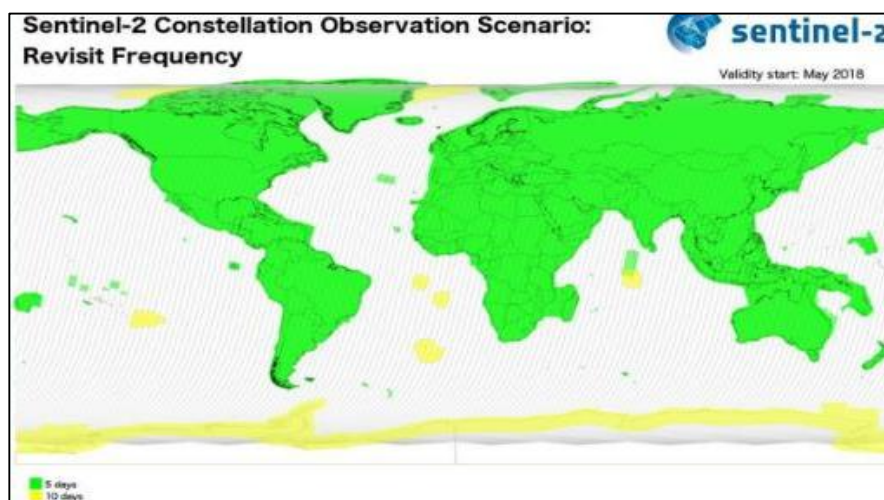 Sentinel-2 Constellation Observation Scenario:
Revisit Frequency
sentinel-2
Validity start: May 2018
5 days
10 days